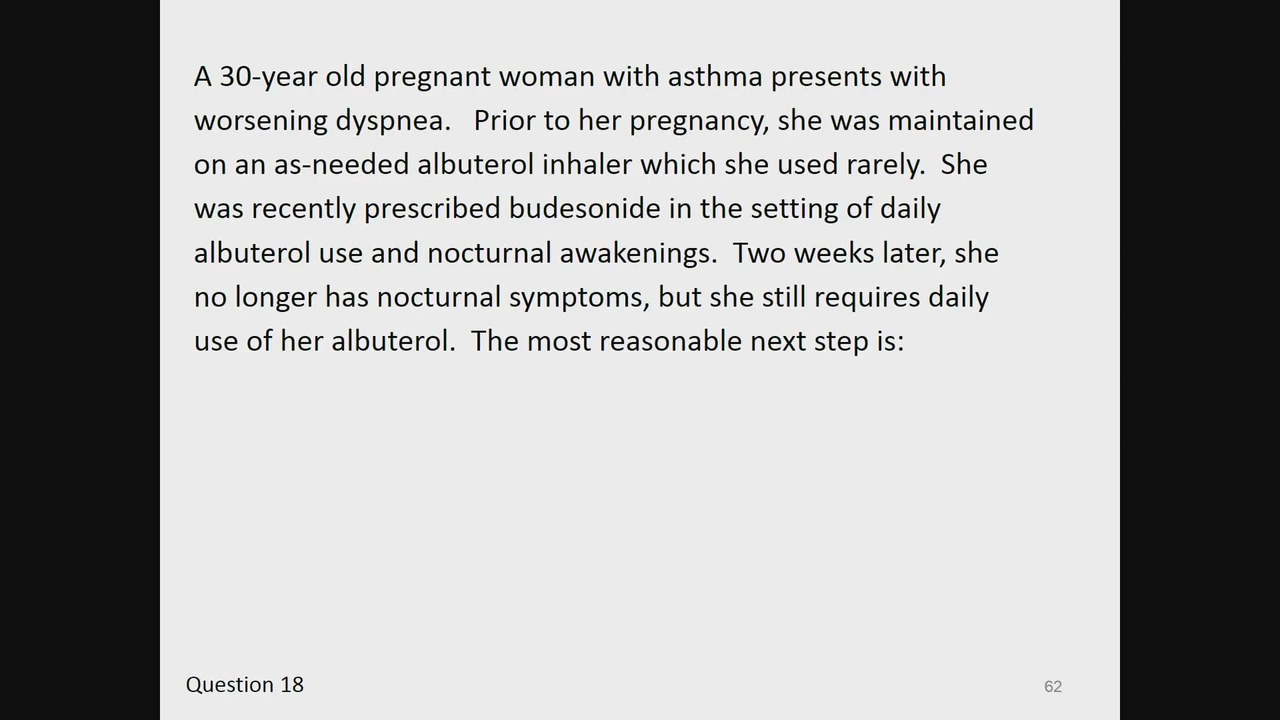 A 30-year old pregnant woman with asthma presents with
worsening dyspnea.   Prior to her pregnancy, she was maintained
on an as-needed albuterol inhaler which she used rarely.  She
was recently prescribed budesonide in the setting of daily
albuterol use and nocturnal awakenings.  Two weeks later, she
no longer has nocturnal symptoms, but she still requires daily
use of her albuterol.  The most reasonable next step is:
Question 18
62